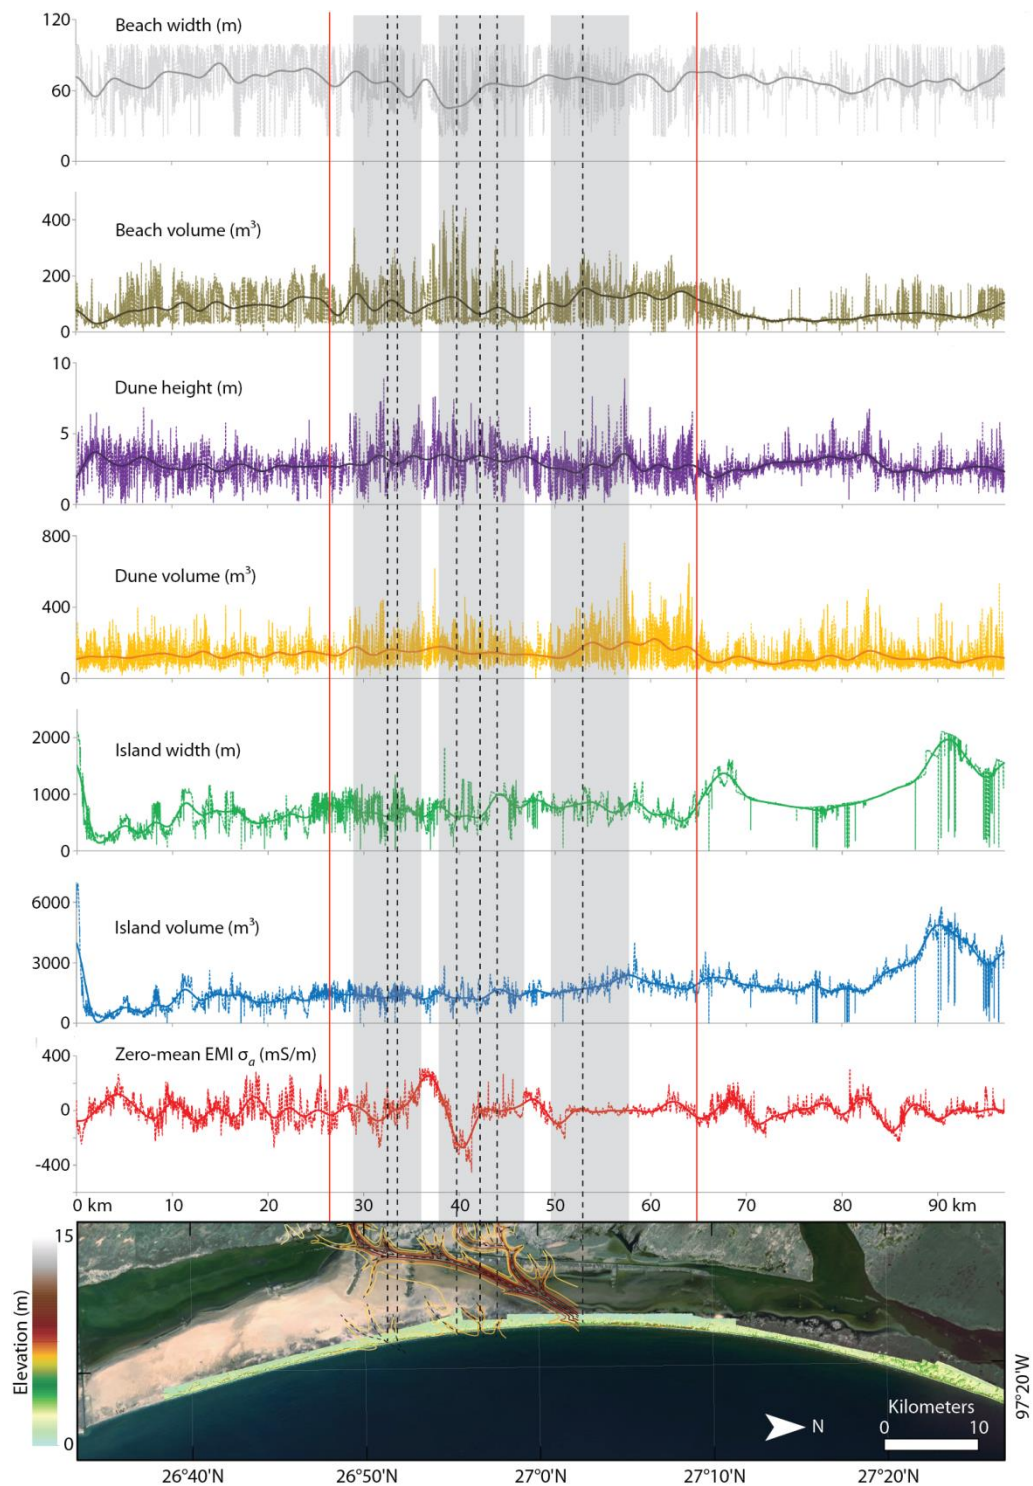 Beach width (m)
120
60
0
Beach volume (m³)
400
200
0
Dune height (m)
10
5
0
Dune volume (m³)
800
400
0
Island width (m)
2000
1000
0
Island volume (m³)
6000
3000
0
Zero-mean EMI σa (mS/m)
400
0
-400
0 km 10 20 30 40 50 60 70 80 90 km
15
Elevation (m)
0
N
Kilometers
0 10
97°20'W
26°40'N 26°50'N 27°0'N 27°10'N 27°20'N